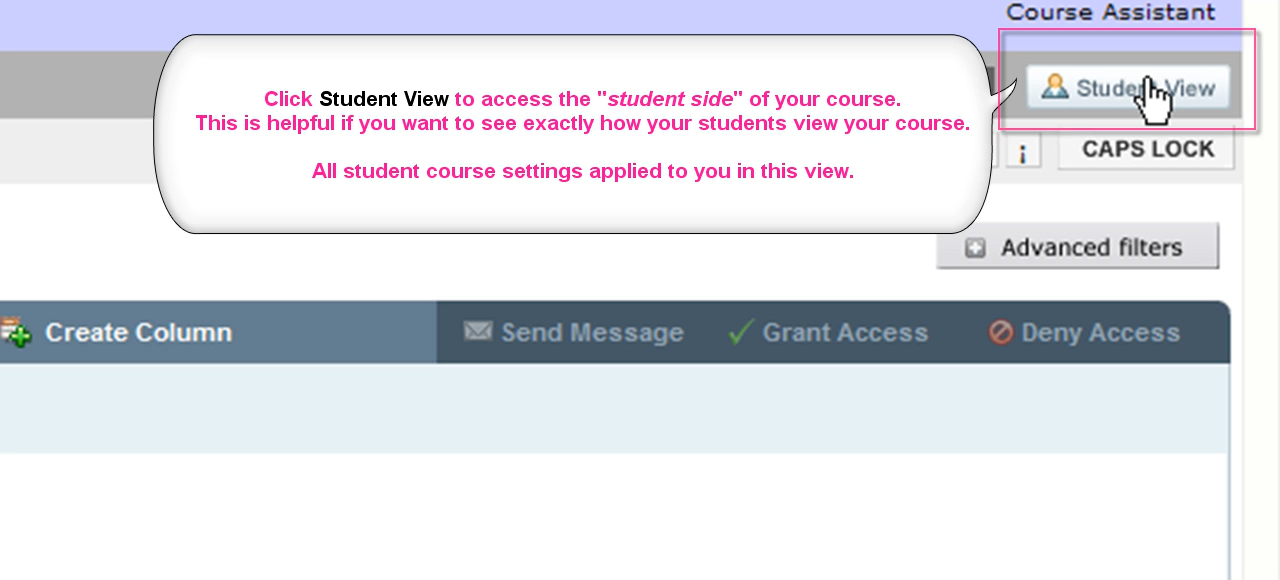 Course Assistant
Click Student View to access the "student side" of your course.
This is helpful if you want to see exactly how your students view your course.
All student course settings applied to you in this view.
Student View
¡
CAPS LOCK
Advanced filters
Create Column
Send Message
Grant Access
Deny Access